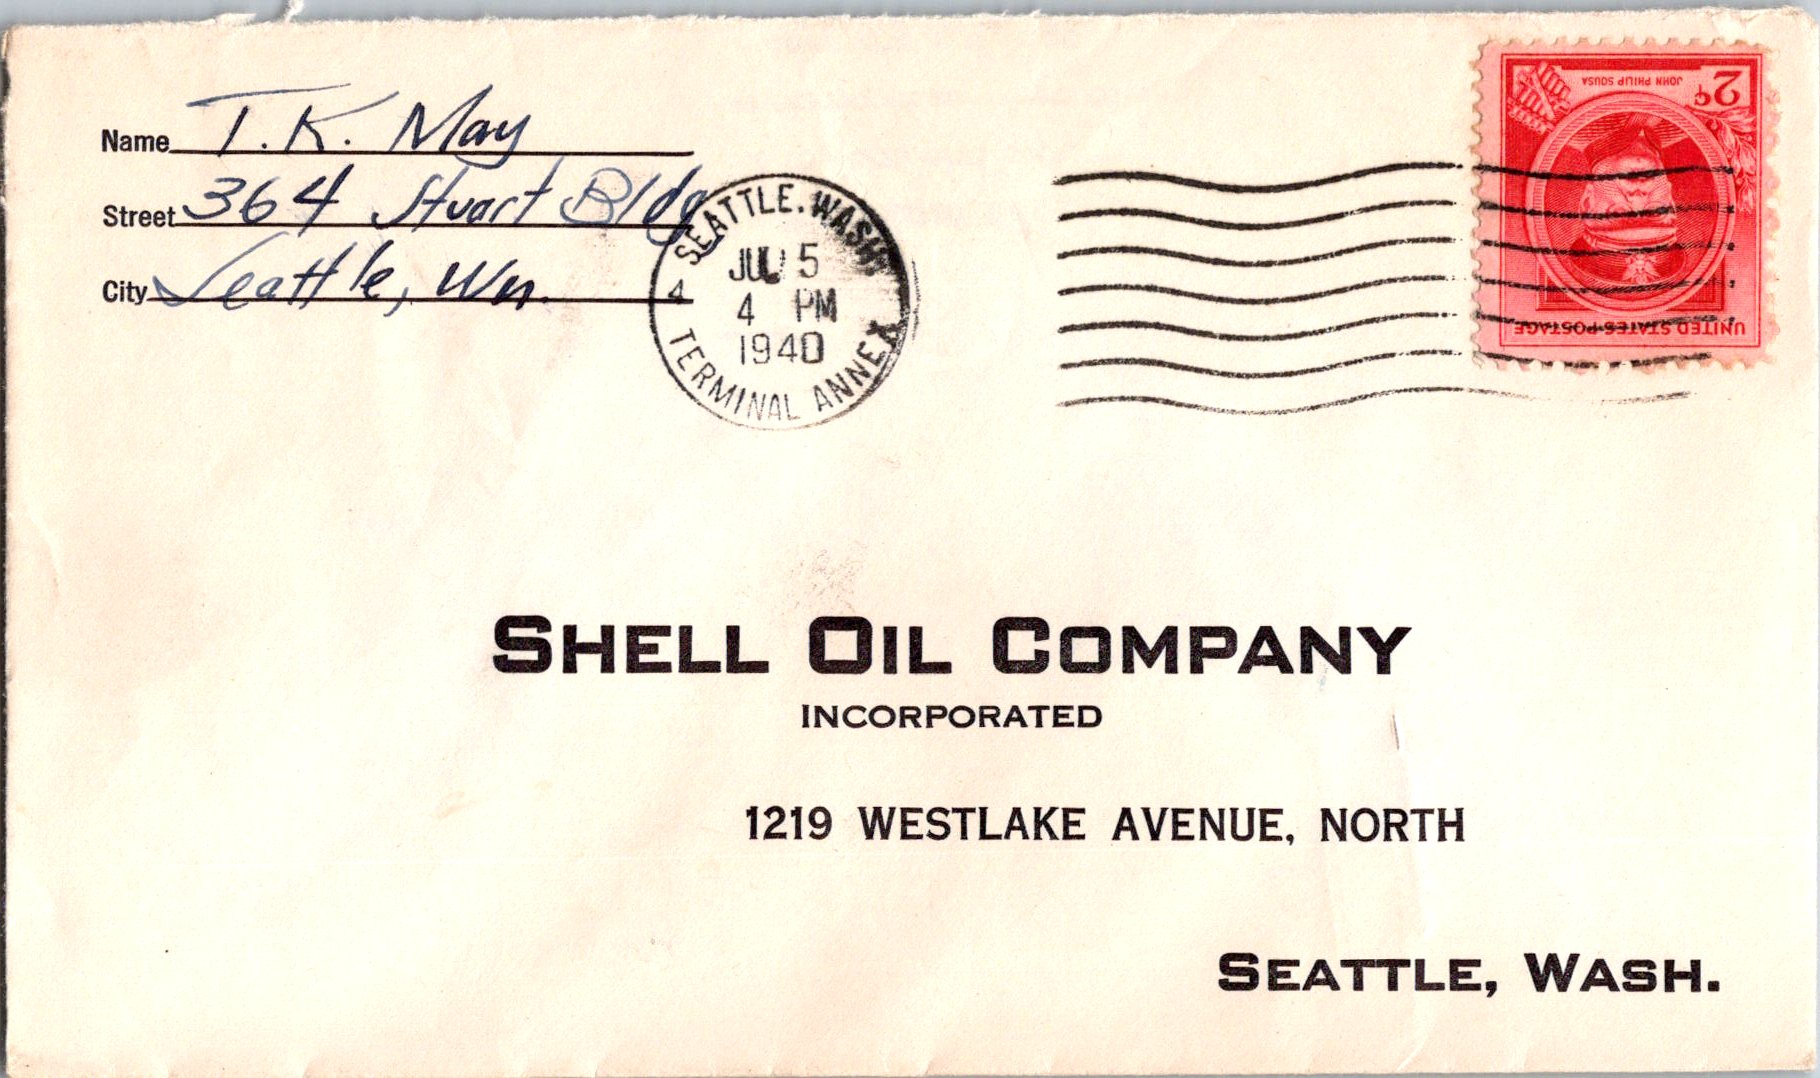 Name T. K. May
Street 364 Stuart Bldg
City Seattle, Wn.
SEATTLE, WASH.
JUL 5
4 PM
1940
4
TERMINAL ANNEX
2¢
JOHN PHILIP SOUSA
UNITED STATES POSTAGE
SHELL OIL COMPANY
INCORPORATED
1219 WESTLAKE AVENUE, NORTH
SEATTLE, WASH.